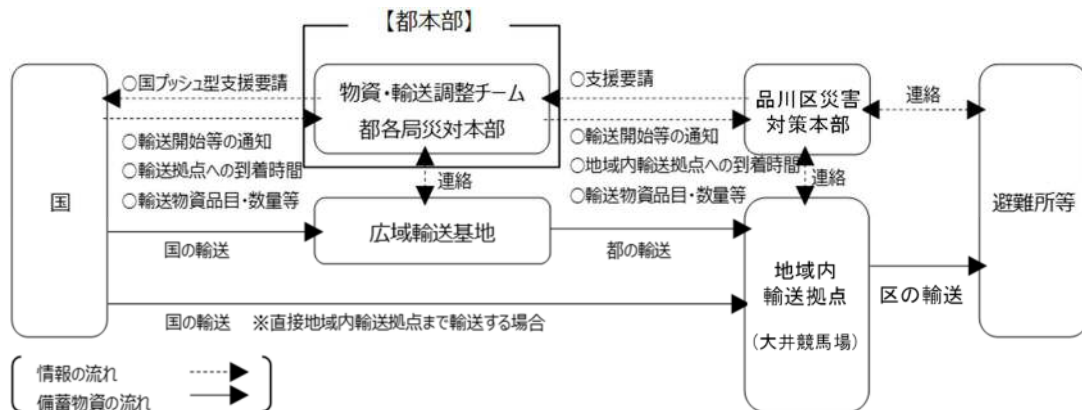 【都本部】
○国プッシュ型支援要請
物資・輸送調整チーム
都各局災対本部
○支援要請
品川区災害
対策本部
連絡
○輸送開始等の通知
○輸送拠点への到着時間
○輸送物資品目・数量等
連絡
○輸送開始等の通知
○地域内輸送拠点への到着時間
○輸送物資品目・数量等
連絡
国
避難所等
広域輸送基地
国の輸送
都の輸送
地域内
輸送拠点
(大井競馬場)
区の輸送
国の輸送　※直接地域内輸送拠点まで輸送する場合
情報の流れ
備蓄物資の流れ